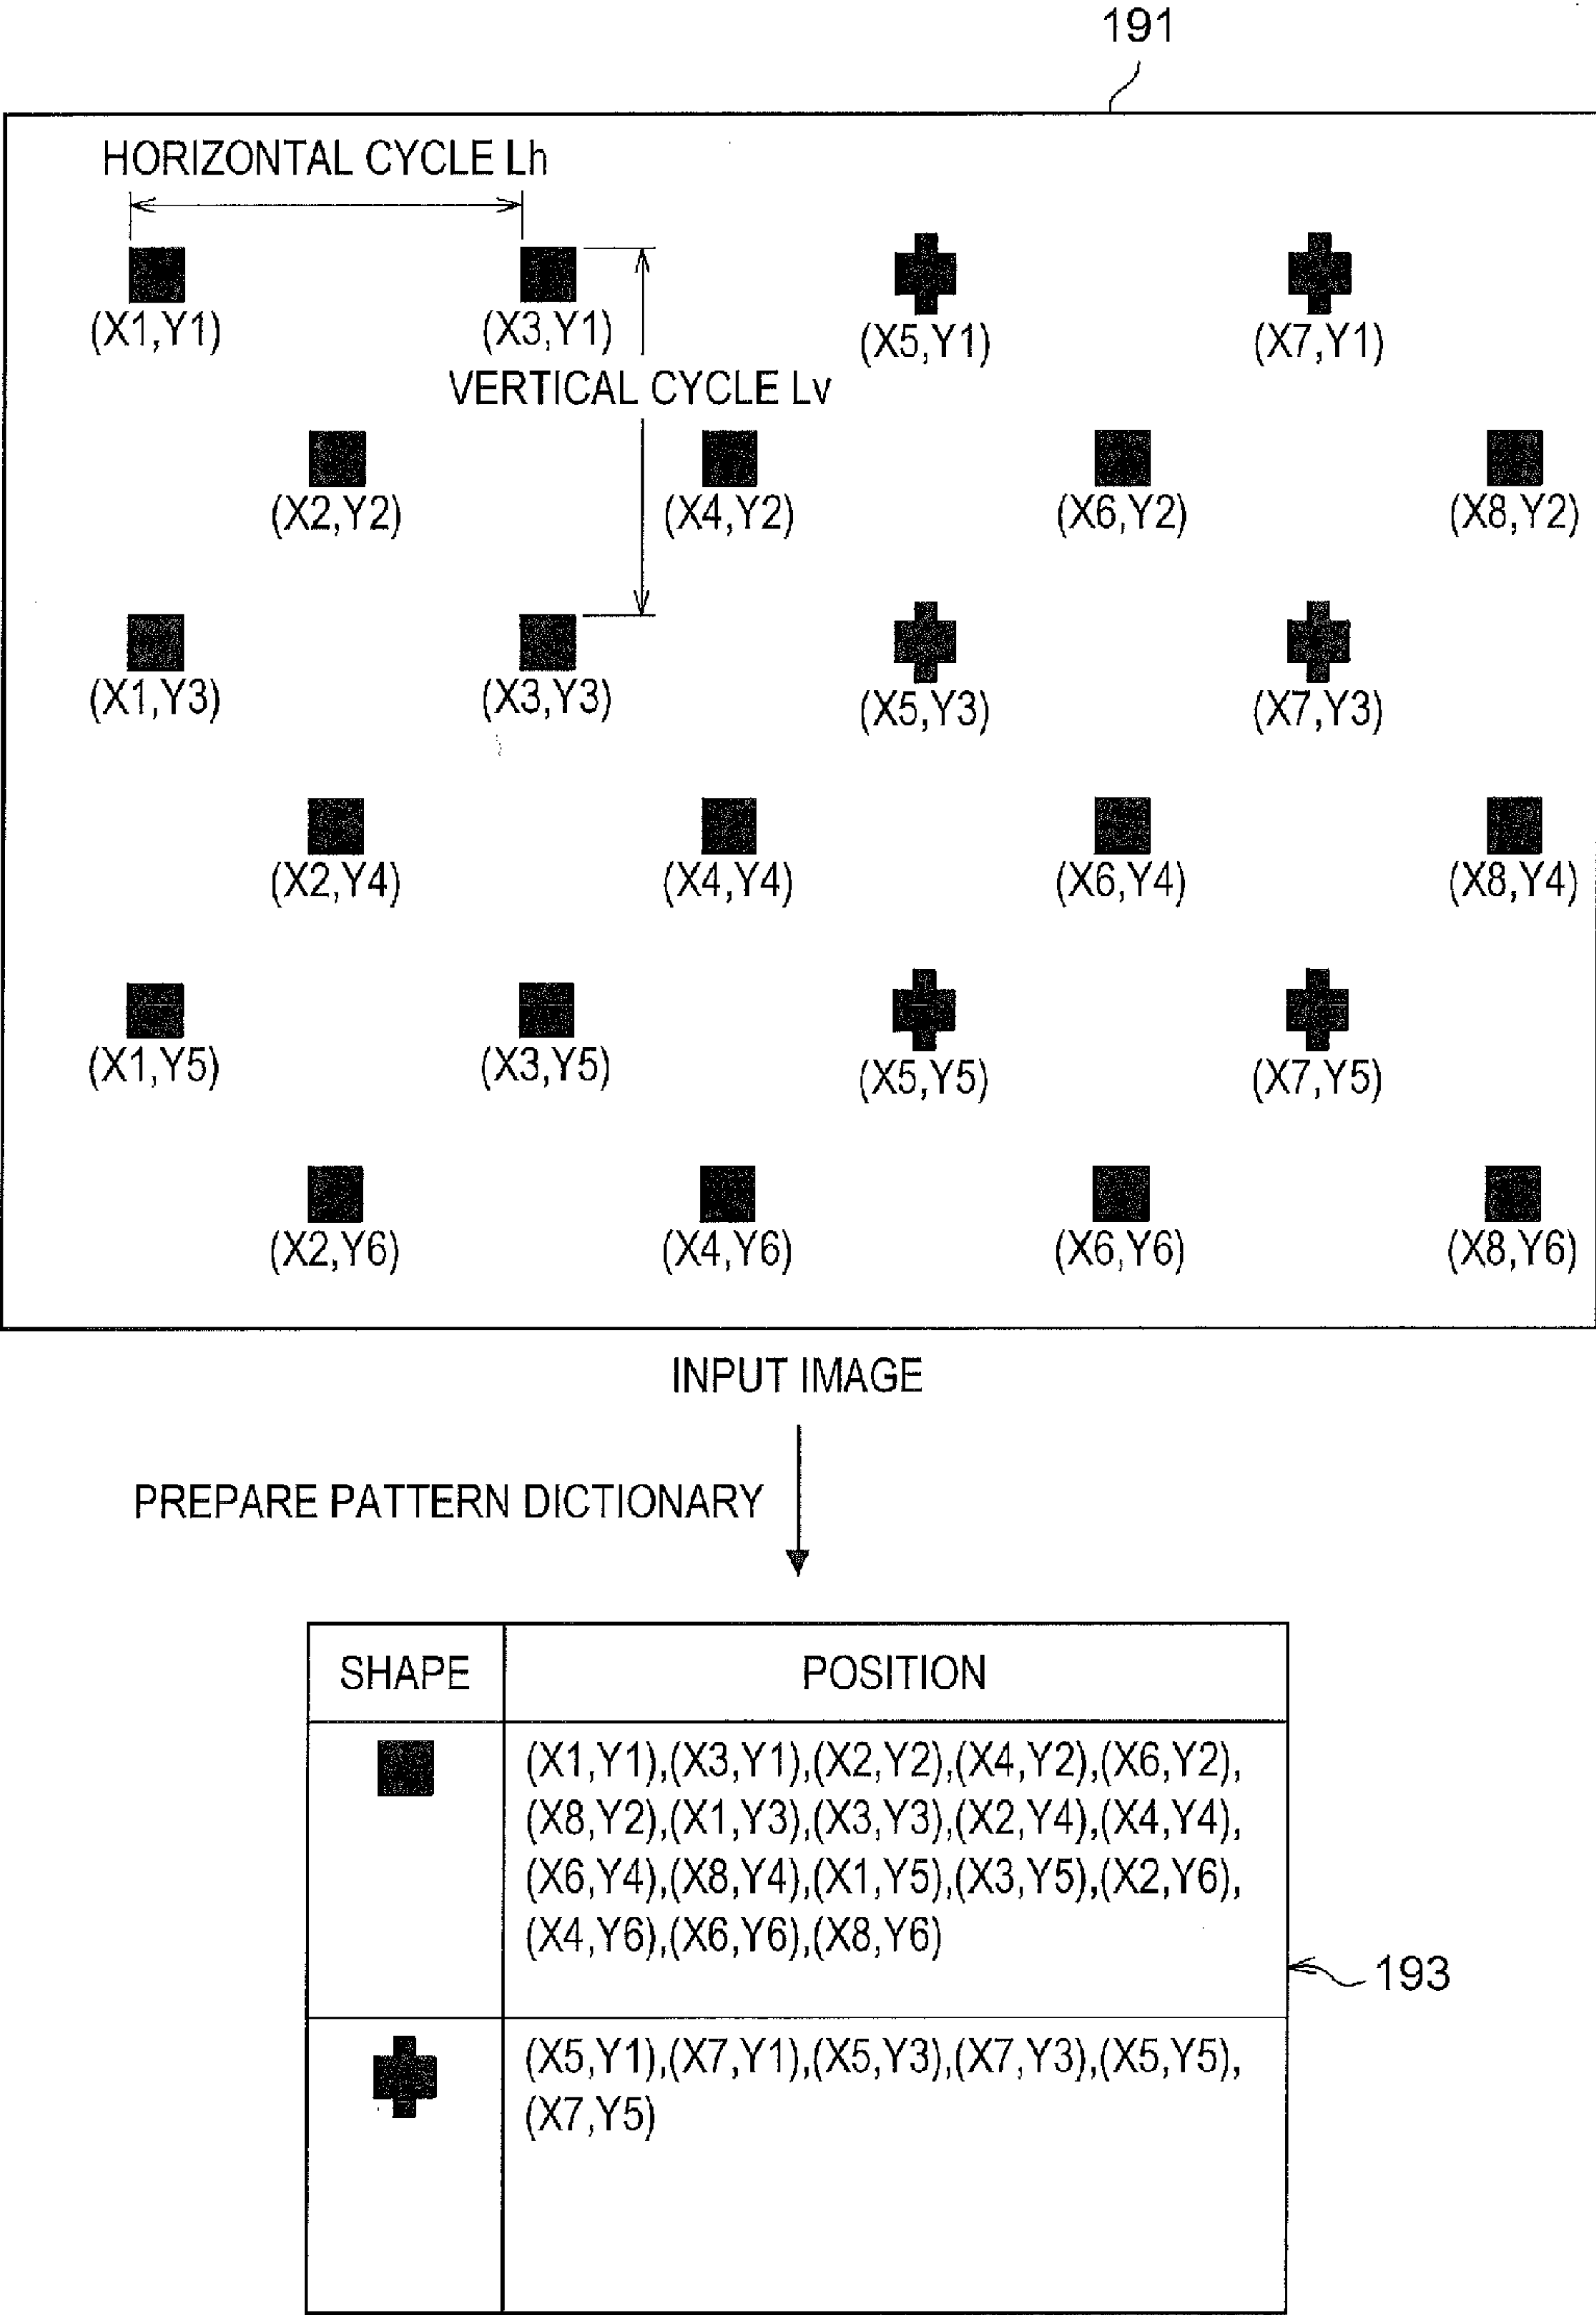 191
HORIZONTAL CYCLE Lh
(X1,Y1) (X3,Y1) (X5,Y1) (X7,Y1)
VERTICAL CYCLE Lv
(X2,Y2) (X4,Y2) (X6,Y2) (X8,Y2)
(X1,Y3) (X3,Y3) (X5,Y3) (X7,Y3)
(X2,Y4) (X4,Y4) (X6,Y4) (X8,Y4)
(X1,Y5) (X3,Y5) (X5,Y5) (X7,Y5)
(X2,Y6) (X4,Y6) (X6,Y6) (X8,Y6)
INPUT IMAGE
PREPARE PATTERN DICTIONARY
SHAPE POSITION
(X1,Y1),(X3,Y1),(X2,Y2),(X4,Y2),(X6,Y2),
(X8,Y2),(X1,Y3),(X3,Y3),(X2,Y4),(X4,Y4),
(X6,Y4),(X8,Y4),(X1,Y5),(X3,Y5),(X2,Y6),
(X4,Y6),(X6,Y6),(X8,Y6)
193
(X5,Y1),(X7,Y1),(X5,Y3),(X7,Y3),(X5,Y5),
(X7,Y5)